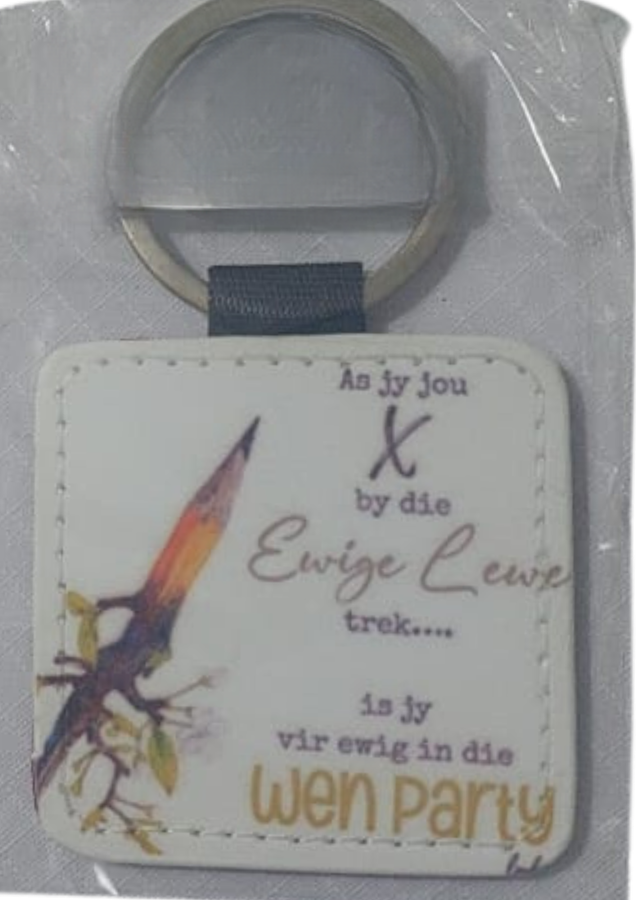 As jy jou
X
by die
Ewige Lewe
trek....
is jy
vir ewig in die
wen party